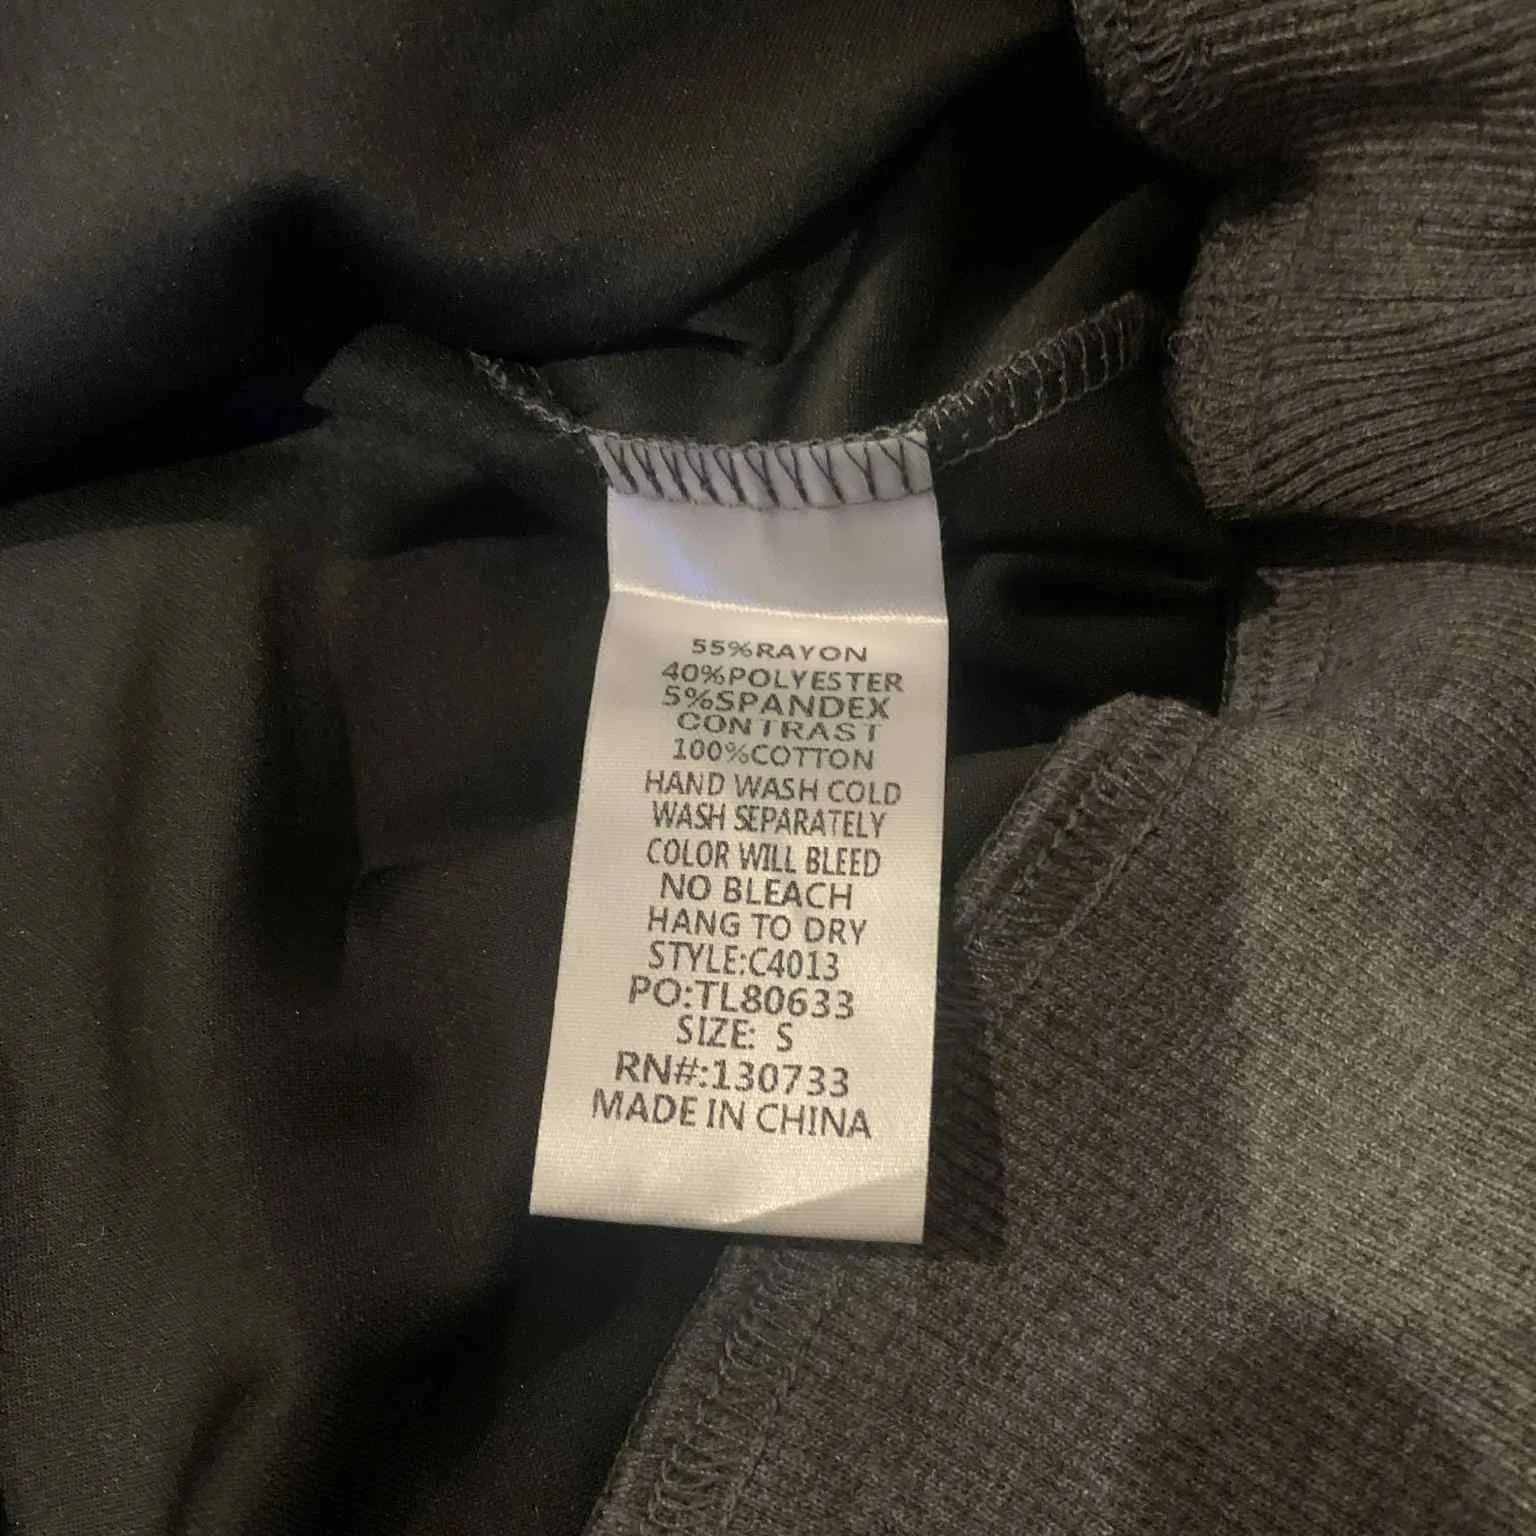 55%RAYON
40%POLYESTER
5%SPANDEX
CONTRAST
100%COTTON
HAND WASH COLD
WASH SEPARATELY
COLOR WILL BLEED
NO BLEACH
HANG TO DRY
STYLE:C4013
PO:TL80633
SIZE: S
RN#:130733
MADE IN CHINA